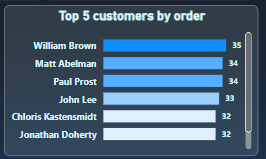 Top 5 customers by order
William Brown 35
Matt Abelman 34
Paul Prost 34
John Lee 33
Chloris Kastensmidt 32
Jonathan Doherty 32